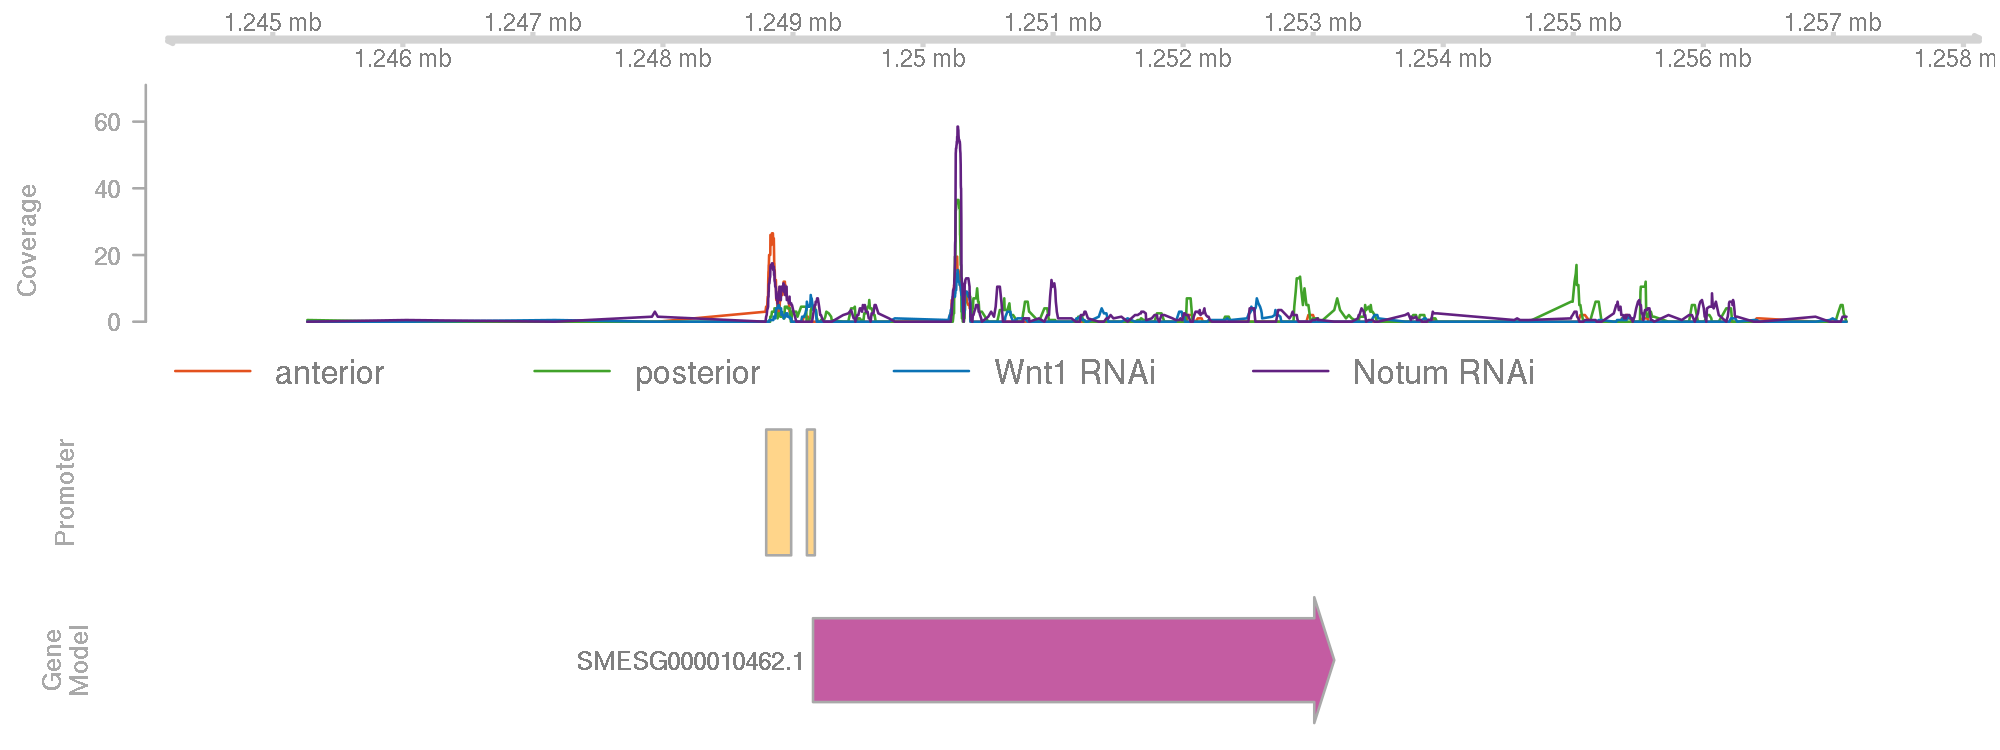 1.245 mb 1.247 mb 1.249 mb 1.251 mb 1.253 mb 1.255 mb 1.257 mb
1.246 mb 1.248 mb 1.25 mb 1.252 mb 1.254 mb 1.256 mb 1.258 m
60
40
20
0
Coverage
anterior posterior Wnt1 RNAi Notum RNAi
Promoter
SMESG000010462.1
Gene
Model